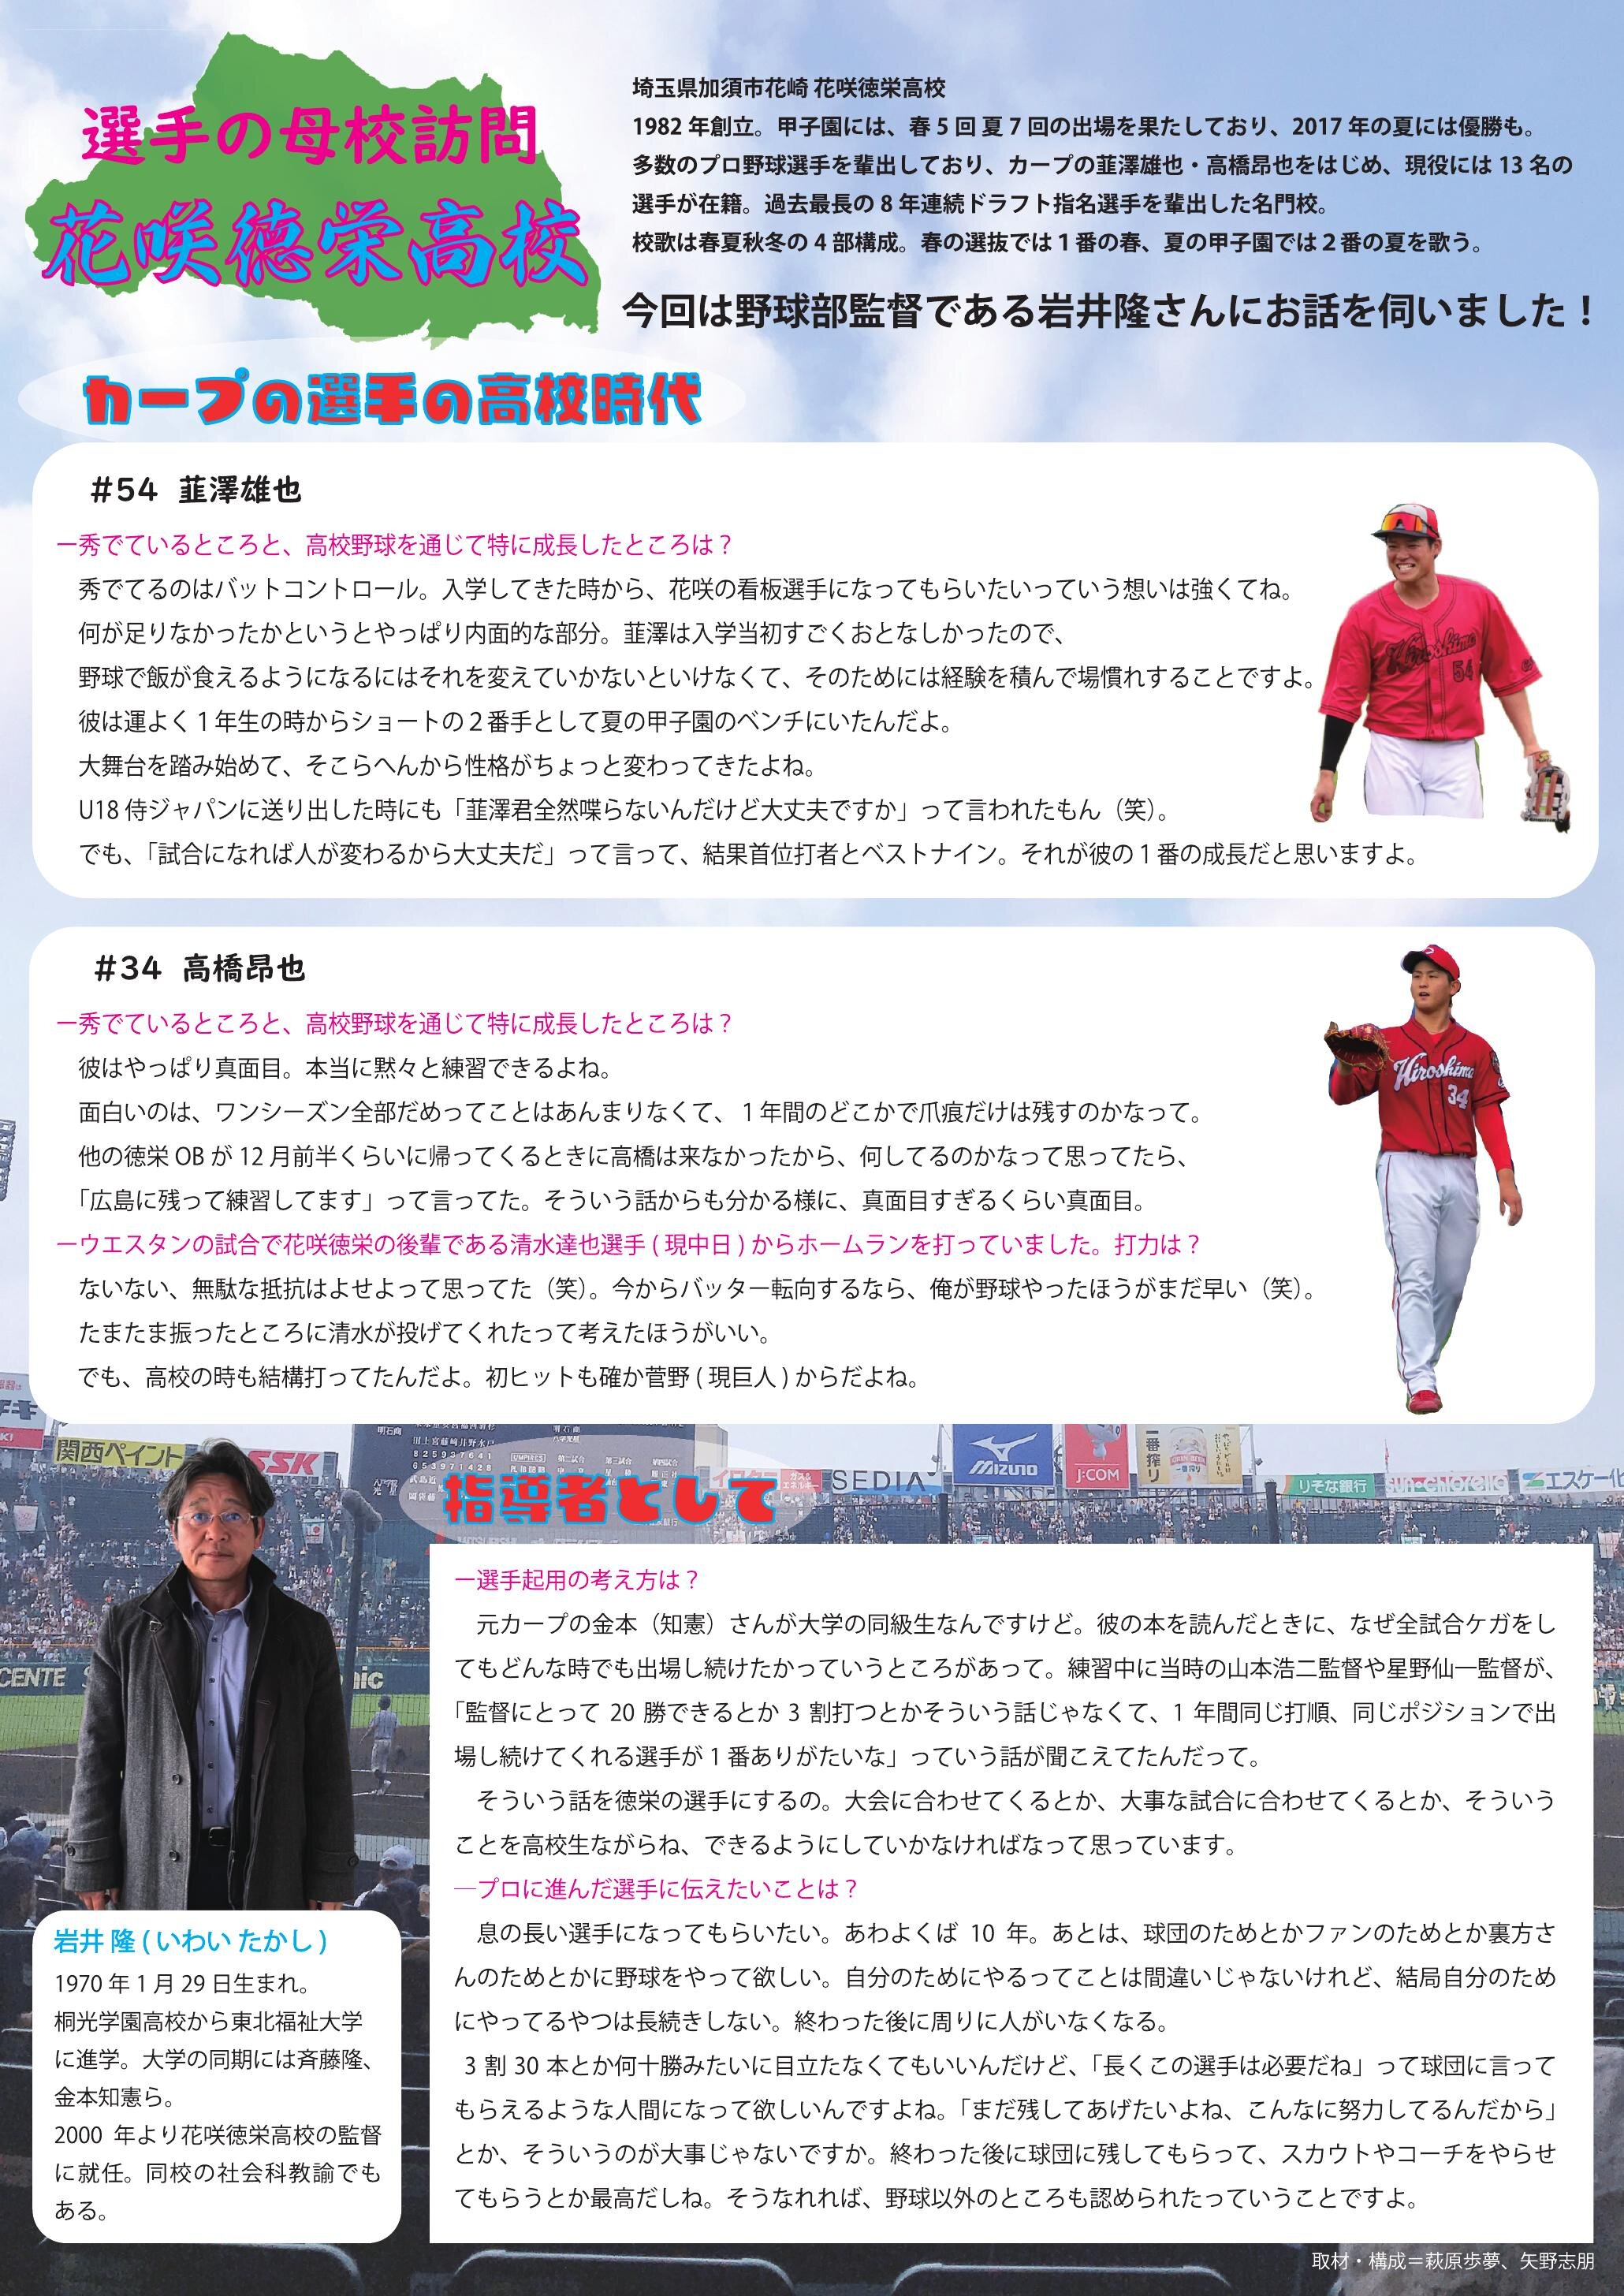 選手の母校訪問
花咲徳栄高校
埼玉県加須市花崎 花咲徳栄高校
1982 年創立。甲子園には、春 5 回 夏 7 回の出場を果たしており、2017 年の夏には優勝も。
多数のプロ野球選手を輩出しており、カープの韮澤雄也・高橋昂也をはじめ、現役には 13 名の
選手が在籍。過去最長の 8 年連続ドラフト指名選手を輩出した名門校。
校歌は春夏秋冬の 4 部構成。春の選抜では 1 番の春、夏の甲子園では 2 番の夏を歌う。
今回は野球部監督である岩井隆さんにお話を伺いました！
カープの選手の高校時代
＃54 韮澤雄也
ー秀でているところと、高校野球を通じて特に成長したところは？
秀でてるのはバットコントロール。入学してきた時から、花咲の看板選手になってもらいたいっていう想いは強くてね。
何が足りなかったかというとやっぱり内面的な部分。韮澤は入学当初すごくおとなしかったので、
野球で飯が食えるようになるにはそれを変えていかないといけなくて、そのためには経験を積んで場慣れすることですよ。
彼は運よく 1 年生の時からショートの 2 番手として夏の甲子園のベンチにいたんだよ。
大舞台を踏み始めて、そこらへんから性格がちょっと変わってきたよね。
U18 侍ジャパンに送り出した時にも「韮澤君全然喋らないんだけど大丈夫ですか」って言われたもん（笑）。
でも、「試合になれば人が変わるから大丈夫だ」って言って、結果首位打者とベストナイン。それが彼の 1 番の成長だと思いますよ。
Hiroshima
54
＃34 高橋昂也
ー秀でているところと、高校野球を通じて特に成長したところは？
彼はやっぱり真面目。本当に黙々と練習できるよね。
面白いのは、ワンシーズン全部だめってことはあんまりなくて、１年間のどこかで爪痕だけは残すのかなって。
他の徳栄 OB が 12 月前半くらいに帰ってくるときに高橋は来なかったから、何してるのかなって思ってたら、
「広島に残って練習してます」って言ってた。そういう話からも分かる様に、真面目すぎるくらい真面目。
ーウエスタンの試合で花咲徳栄の後輩である清水達也選手 ( 現中日 ) からホームランを打っていました。打力は？
ないない、無駄な抵抗はよせよって思ってた（笑）。今からバッター転向するなら、俺が野球やったほうがまだ早い（笑）。
たまたま振ったところに清水が投げてくれたって考えたほうがいい。
でも、高校の時も結構打ってたんだよ。初ヒットも確か菅野 ( 現巨人 ) からだよね。
Hiroshima
34
関西ペイント
SSK
MIZUNO
J:COM
一番搾り
SEDIA
りそな銀行
エスケー化
指導者として
ー選手起用の考え方は？
元カープの金本（知憲）さんが大学の同級生なんですけど。彼の本を読んだときに、なぜ全試合ケガをし
てもどんな時でも出場し続けたかっていうところがあって。練習中に当時の山本浩二監督や星野仙一監督が、
「監督にとって 20 勝できるとか 3 割打つとかそういう話じゃなくて、1 年間同じ打順、同じポジションで出
場し続けてくれる選手が 1 番ありがたいな」っていう話が聞こえてたんだって。
そういう話を徳栄の選手にするの。大会に合わせてくるとか、大事な試合に合わせてくるとか、そういう
ことを高校生ながらね、できるようにしていかなければなって思っています。
―プロに進んだ選手に伝えたいことは？
息の長い選手になってもらいたい。あわよくば 10 年。あとは、球団のためとかファンのためとか裏方さ
んのためとかに野球をやって欲しい。自分のためにやるってことは間違いじゃないけれど、結局自分のため
にやってるやつは長続きしない。終わった後に周りに人がいなくなる。
3 割 30 本とか何十勝みたいに目立たなくてもいいんだけど、「長くこの選手は必要だね」って球団に言って
もらえるような人間になって欲しいんですよね。「まだ残してあげたいよね、こんなに努力してるんだから」
とか、そういうのが大事じゃないですか。終わった後に球団に残してもらって、スカウトやコーチをやらせ
てもらうとか最高だしね。そうなれれば、野球以外のところも認められたっていうことですよ。
岩井 隆 ( いわい たかし )
1970 年 1 月 29 日生まれ。
桐光学園高校から東北福祉大学
に進学。大学の同期には斉藤隆、
金本知憲ら。
2000 年より花咲徳栄高校の監督
に就任。同校の社会科教諭でも
ある。
取材・構成＝萩原歩夢、矢野志朋